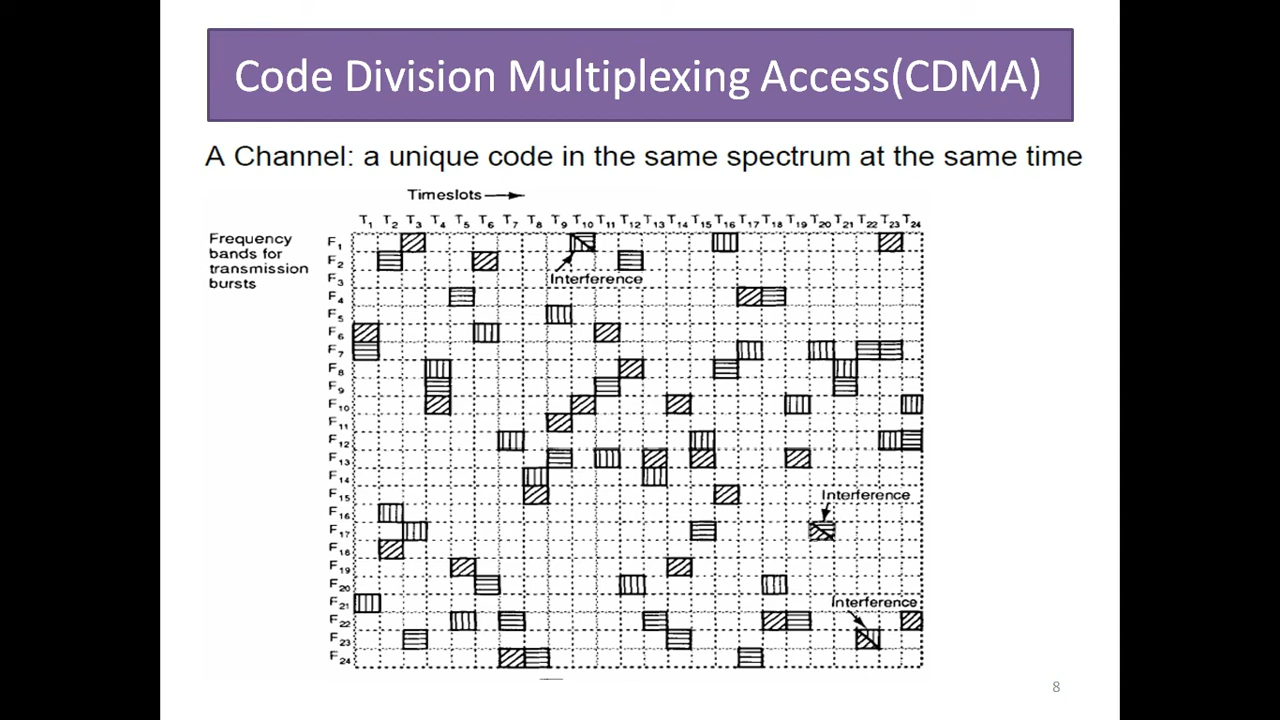 Code Division Multiplexing Access(CDMA)
A Channel: a unique code in the same spectrum at the same time
Timeslots
T1 T2 T3 T4 T5 T6 T7 T8 T9 T10 T11 T12 T13 T14 T15 T16 T17 T18 T19 T20 T21 T22 T23 T24
Frequency
bands for
transmission
bursts
F1
F2
Interference
F3
F4
F5
F6
F7
F8
F9
F10
F11
F12
F13
F14
F15
Interference
F16
F17
F18
F19
F20
F21
Interference
F22
F23
F24
8